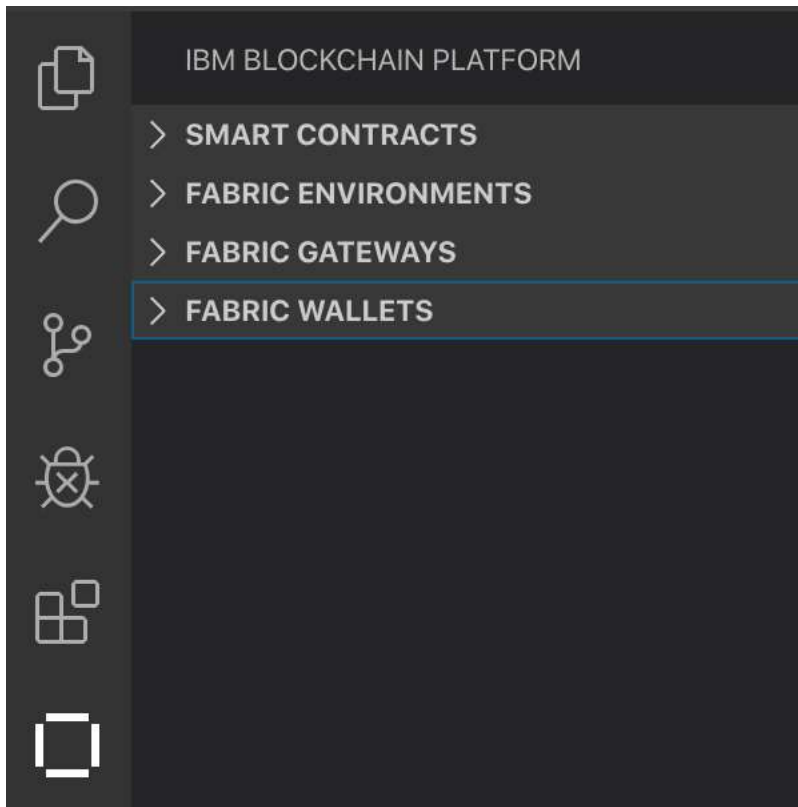 IBM BLOCKCHAIN PLATFORM
SMART CONTRACTS
FABRIC ENVIRONMENTS
FABRIC GATEWAYS
FABRIC WALLETS